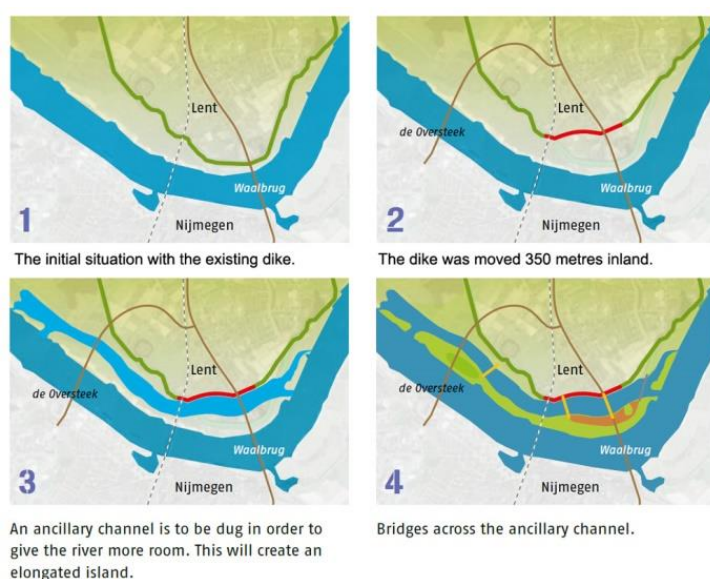 Lent
Waalbrug
Nijmegen
1
The initial situation with the existing dike.
Lent
de Oversteek
Waalbrug
Nijmegen
2
The dike was moved 350 metres inland.
Lent
de Oversteek
Waalbrug
Nijmegen
3
An ancillary channel is to be dug in order to
give the river more room. This will create an
elongated island.
Lent
de Oversteek
Waalbrug
Nijmegen
4
Bridges across the ancillary channel.